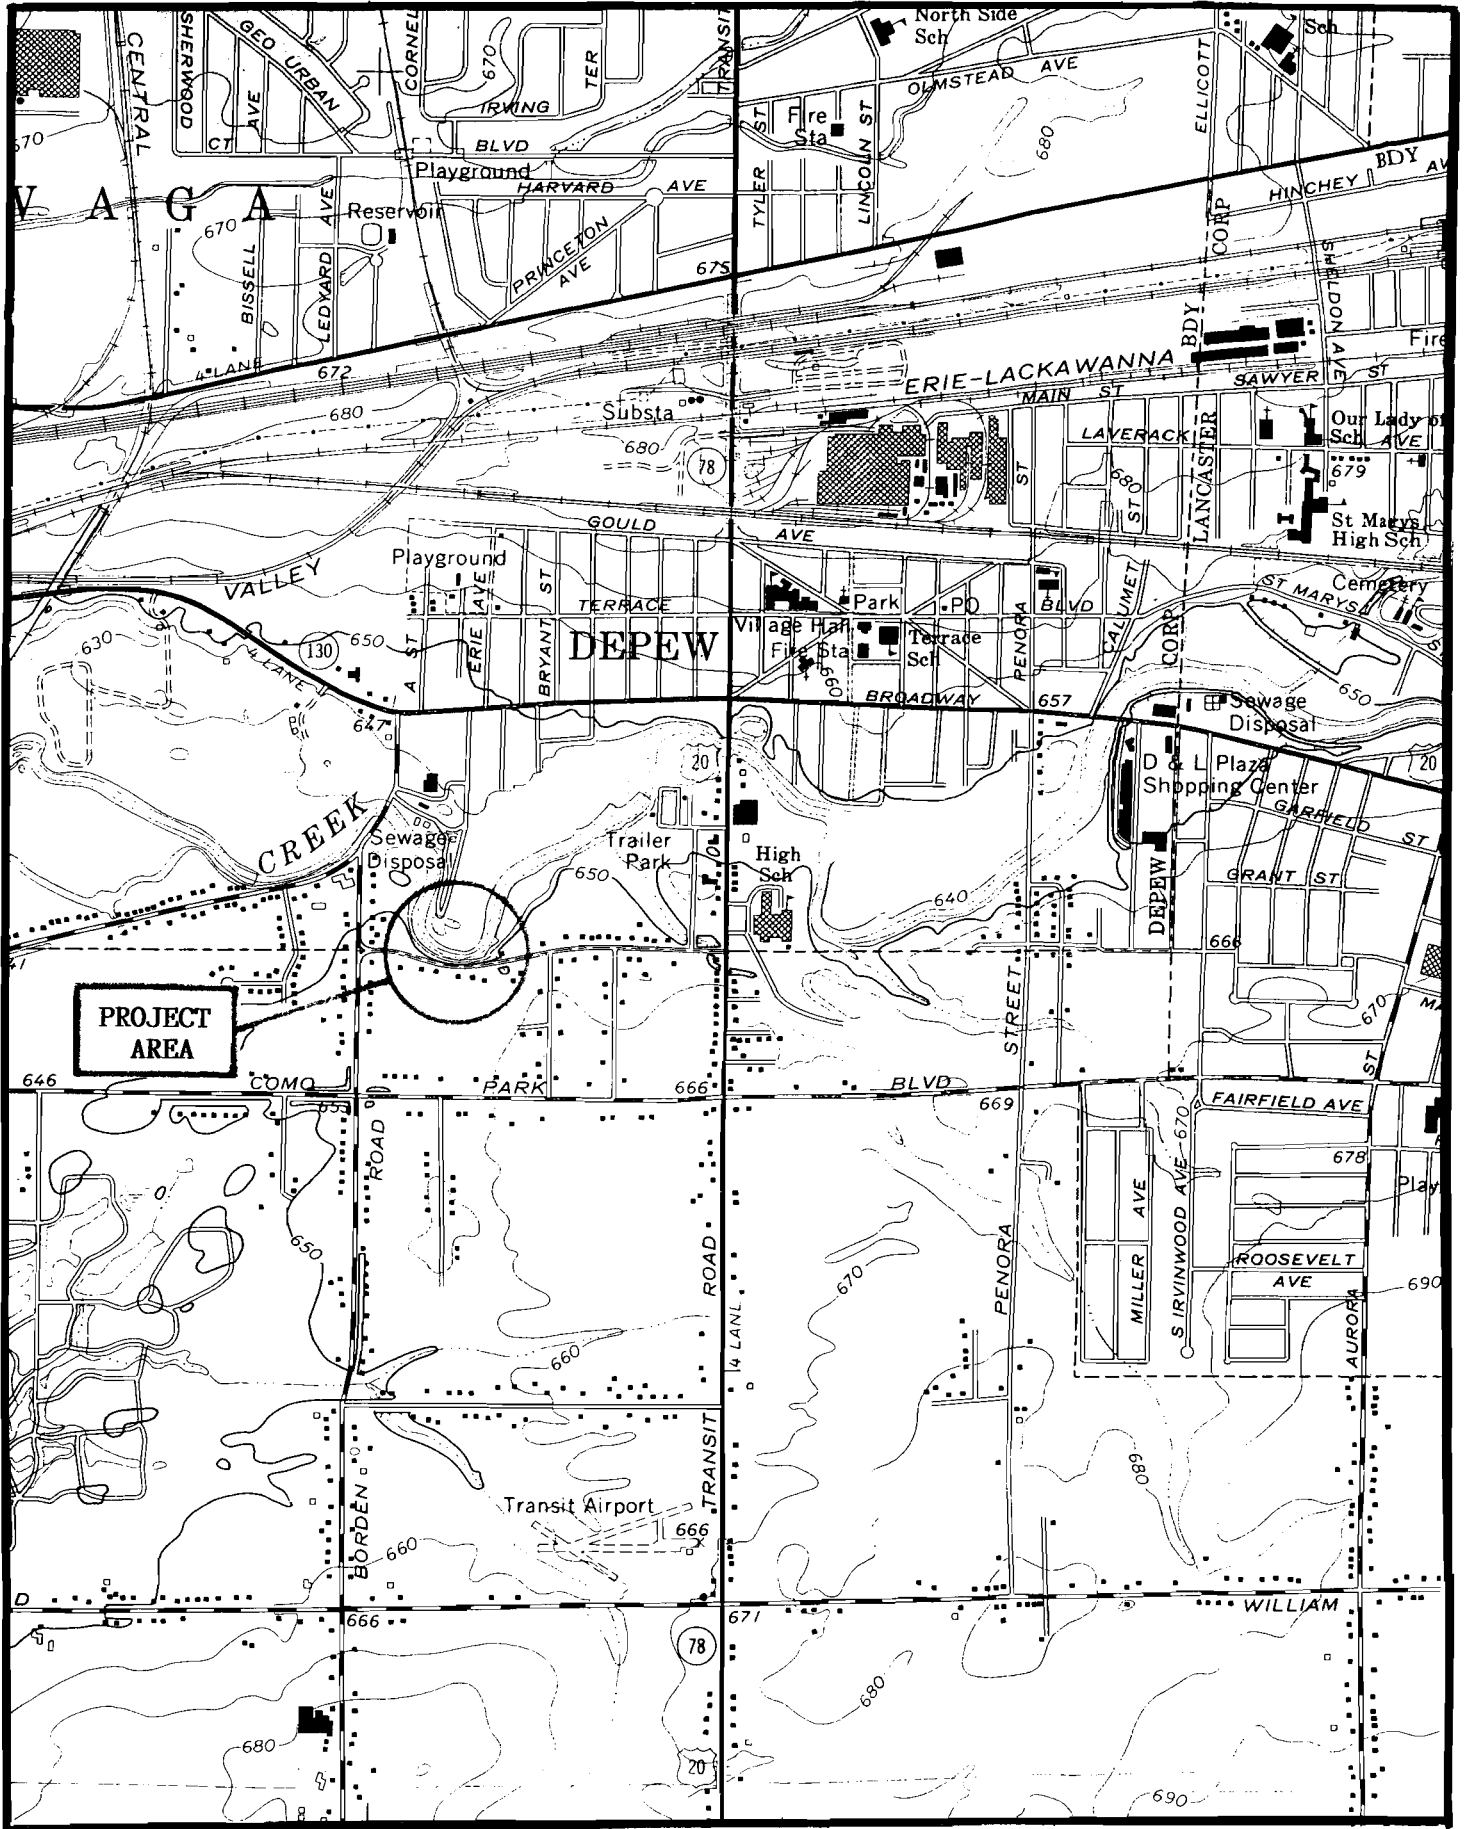 North Side
Sch
Sch
CENTRAL
SHERWOOD
GEO URBAN
CORNEL
670
TER
TRANSIT
OLMSTEAD AVE
ELLICOTT
IRVING
AVE
ST
Fire
Sta
LINCOLN ST
680
670
CT
BLVD
Playground
HARVARD AVE
TYLER
BDY
HINCHEY AV
V A G A
670
AVE
Reservoir
PRINCETON
AVE
CORP
SHELDON AVE
BISSELL
LEDYARD
675
BDY
Fire
4 LANE
672
ERIE-LACKAWANNA
MAIN ST
SAWYER ST
680
Substa
Our Lady of
Sch
AVE
LAVERACK
LANCASTER
680
78
ST
680
ST
679
GOULD
AVE
St Marys
High Sch
Playground
VALLEY
ERIE AVE
BRYANT ST
TERRACE
Park
PO
BLVD
CALUMET
ST MARYS
Cemetery
S
630
130
650
A ST
DEPEW
Village Hall
Fire Sta
Terrace
Sch
PENORA
CORP
4 LANE
660
BROADWAY
657
650
647
Sewage
Disposal
20
D & L Plaza
Shopping Center
20
GARFIELD
ST
CREEK
Sewage
Disposal
Trailer
Park
650
High
Sch
640
DEPEW
GRANT ST
666
41
PROJECT
AREA
STREET
670
MA
ST
646
COMO
PARK
666
BLVD
669
FAIRFIELD AVE
655
ROAD
670
678
Play
650
AVE
S IRVINWOOD AVE
ROOSEVELT
AVE
690
ROAD
670
PENORA
MILLER
AURORA
4 LANE
660
TRANSIT
680
Transit Airport
666
BORDEN
660
D
666
671
WILLIAM
78
680
680
20
690